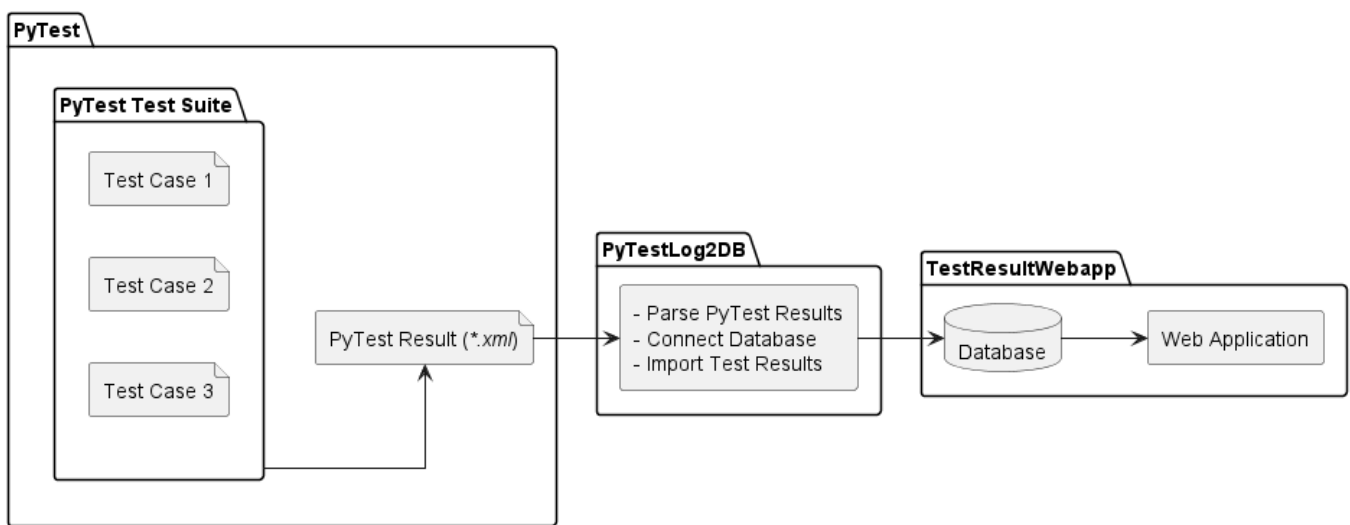 PyTest
PyTest Test Suite
Test Case 1
Test Case 2
Test Case 3
PyTest Result (*.xml)
PyTestLog2DB
- Parse PyTest Results
- Connect Database
- Import Test Results
TestResultWebapp
Database
Web Application